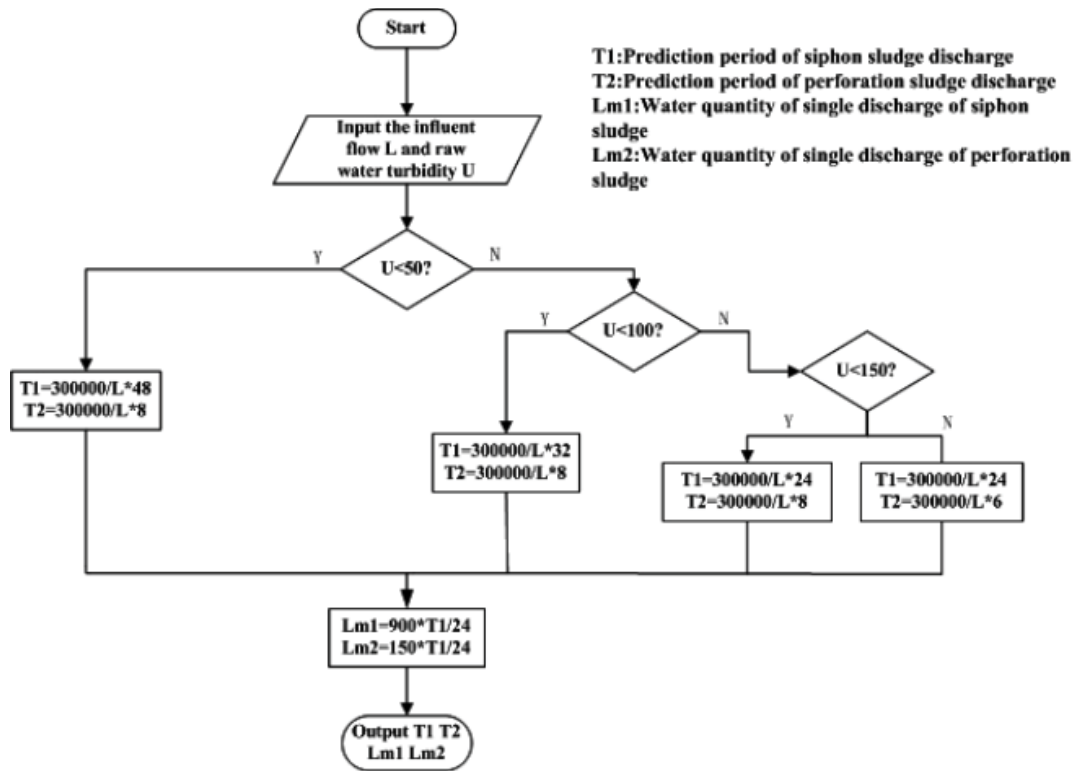 Start
T1:Prediction period of siphon sludge discharge
T2:Prediction period of perforation sludge discharge
Lm1:Water quantity of single discharge of siphon
sludge
Lm2:Water quantity of single discharge of perforation
sludge
Input the influent
flow L and raw
water turbidity U
Y
U<50?
N
Y
U<100?
N
U<150?
Y
N
T1=300000/L*48
T2=300000/L*8
T1=300000/L*32
T2=300000/L*8
T1=300000/L*24
T2=300000/L*8
T1=300000/L*24
T2=300000/L*6
Lm1=900*T1/24
Lm2=150*T1/24
Output T1 T2
Lm1 Lm2